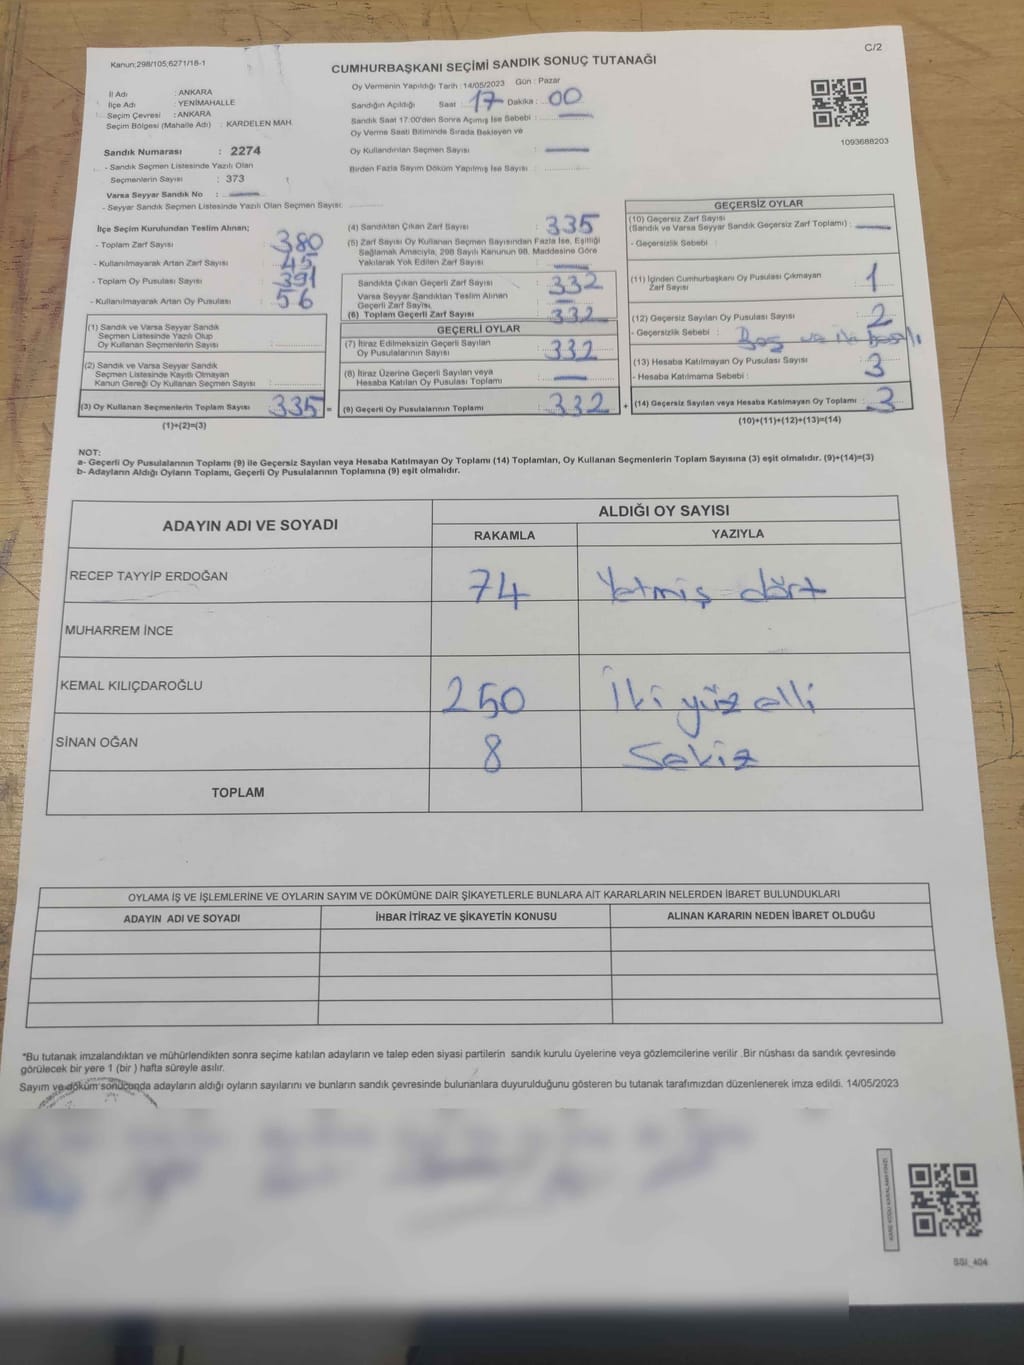 Kanun:298/105;6271/18-1
C/2
CUMHURBAŞKANI SEÇİMİ SANDIK SONUÇ TUTANAĞI
İl Adı : ANKARA
İlçe Adı : YENİMAHALLE
Seçim Çevresi : ANKARA
Seçim Bölgesi (Mahalle Adı) : KARDELEN MAH.
Sandık Numarası : 2274
- Sandık Seçmen Listesinde Yazılı Olan
Seçmenlerin Sayısı : 373
Varsa Seyyar Sandık No :
- Seyyar Sandık Seçmen Listesinde Yazılı Olan Seçmen Sayısı.
Oy Vermenin Yapıldığı Tarih : 14/05/2023 Gün : Pazar
Sandığın Açıldığı Saat : 17 Dakika : 00
Sandık Saat 17:00'den Sonra Açımış İse Sebebi :
Oy Verme Saati Bitiminde Sırada Bekleyen ve
Oy Kullandırılan Seçmen Sayısı :
Birden Fazla Sayım Döküm Yapılmış İse Sayısı :
1093688203
İlçe Seçim Kurulundan Teslim Alınan;
- Toplam Zarf Sayısı : 380
- Kullanılmayarak Artan Zarf Sayısı : 45
- Toplam Oy Pusulası Sayısı : 391
- Kullanılmayarak Artan Oy Pusulası : 56
(1) Sandık ve Varsa Seyyar Sandık
Seçmen Listesinde Yazılı Olup
Oy Kullanan Seçmenlerin Sayısı :
(2) Sandık ve Varsa Seyyar Sandık
Seçmen Listesinde Kayıtlı Olmayan
Kanun Gereği Oy Kullanan Seçmen Sayısı :
(3) Oy Kullanan Seçmenlerin Toplam Sayısı 335 =
(1)+(2)=(3)
(4) Sandıktan Çıkan Zarf Sayısı : 335
(5) Zarf Sayısı Oy Kullanan Seçmen Sayısından Fazla İse, Eşitliği
Sağlamak Amacıyla, 298 Sayılı Kanunun 98. Maddesine Göre
Yakılarak Yok Edilen Zarf Sayısı :
Sandıkta Çıkan Geçerli Zarf Sayısı : 332
Varsa Seyyar Sandıktan Teslim Alınan
Geçerli Zarf Sayısı. :
(6) Toplam Geçerli Zarf Sayısı : 332
GEÇERLİ OYLAR
(7) İtiraz Edilmeksizin Geçerli Sayılan
Oy Pusulalarının Sayısı : 332
(8) İtiraz Üzerine Geçerli Sayılan veya
Hesaba Katılan Oy Pusulası Toplamı :
(9) Geçerli Oy Pusulalarının Toplamı : 332 +
GEÇERSİZ OYLAR
(10) Geçersiz Zarf Sayısı
(Sandık ve Varsa Seyyar Sandık Geçersiz Zarf Toplamı) :
- Geçersizlik Sebebi :
(11) İçinden Cumhurbaşkanı Oy Pusulası Çıkmayan
Zarf Sayısı : 1
(12) Geçersiz Sayılan Oy Pusulası Sayısı : 2
- Geçersizlik Sebebi : Boş ve
(13) Hesaba Katılmayan Oy Pusulası Sayısı : 3
- Hesaba Katılmama Sebebi :
(14) Geçersiz Sayılan veya Hesaba Katılmayan Oy Toplamı : 3
(10)+(11)+(12)+(13)=(14)
NOT:
a- Geçerli Oy Pusulalarının Toplamı (9) ile Geçersiz Sayılan veya Hesaba Katılmayan Oy Toplamı (14) Toplamları, Oy Kullanan Seçmenlerin Toplam Sayısına (3) eşit olmalıdır. (9)+(14)=(3)
b- Adayların Aldığı Oyların Toplamı, Geçerli Oy Pusulalarının Toplamına (9) eşit olmalıdır.
ADAYIN ADI VE SOYADI
ALDIĞI OY SAYISI
RAKAMLA YAZIYLA
RECEP TAYYİP ERDOĞAN 74 Yetmiş dört
MUHARREM İNCE
KEMAL KILIÇDAROĞLU 250 İki yüz elli
SİNAN OĞAN 8 Sekiz
TOPLAM
OYLAMA İŞ VE İŞLEMLERİNE VE OYLARIN SAYIM VE DÖKÜMÜNE DAİR ŞİKAYETLERLE BUNLARA AİT KARARLARIN NELERDEN İBARET BULUNDUKLARI
ADAYIN ADI VE SOYADI İHBAR İTİRAZ VE ŞİKAYETİN KONUSU ALINAN KARARIN NEDEN İBARET OLDUĞU
*Bu tutanak imzalandıktan ve mühürlendikten sonra seçime katılan adayların ve talep eden siyasi partilerin sandık kurulu üyelerine veya gözlemcilerine verilir .Bir nüshası da sandık çevresinde
görülecek bir yere 1 (bir ) hafta süreyle asılır.
Sayım ve döküm sonucunda adayların aldığı oyların sayılarını ve bunların sandık çevresinde bulunanlara duyurulduğunu gösteren bu tutanak tarafımızdan düzenlenerek imza edildi. 14/05/2023
SSI_404